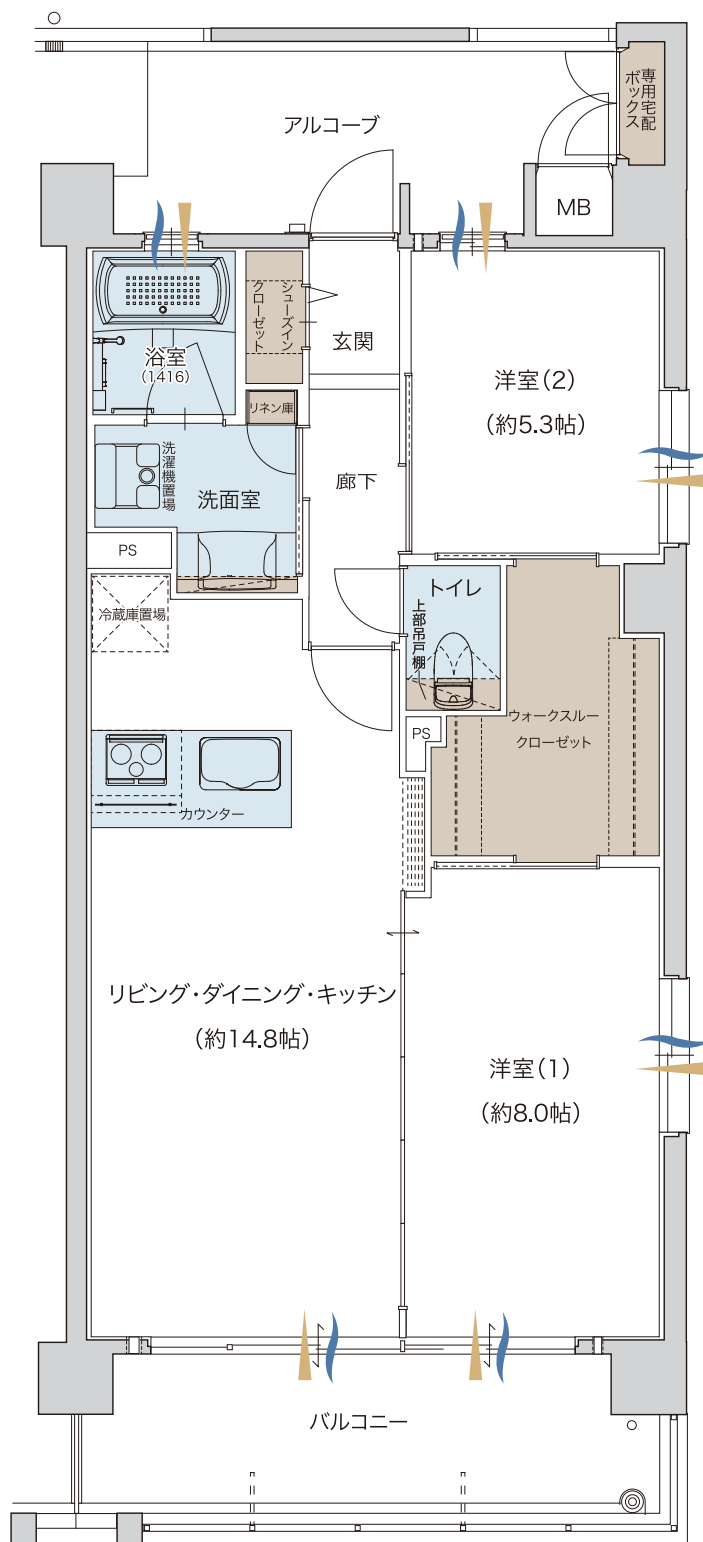 専用宅配
ボックス
アルコーブ
MB
シューズイン
クローゼット
玄関
浴室
(1416)
洋室(2)
(約5.3帖)
リネン庫
洗濯機置場
洗面室
廊下
PS
トイレ
上部吊戸棚
冷蔵庫置場
ウォークスルー
クローゼット
PS
カウンター
リビング・ダイニング・キッチン
(約14.8帖)
洋室(1)
(約8.0帖)
バルコニー